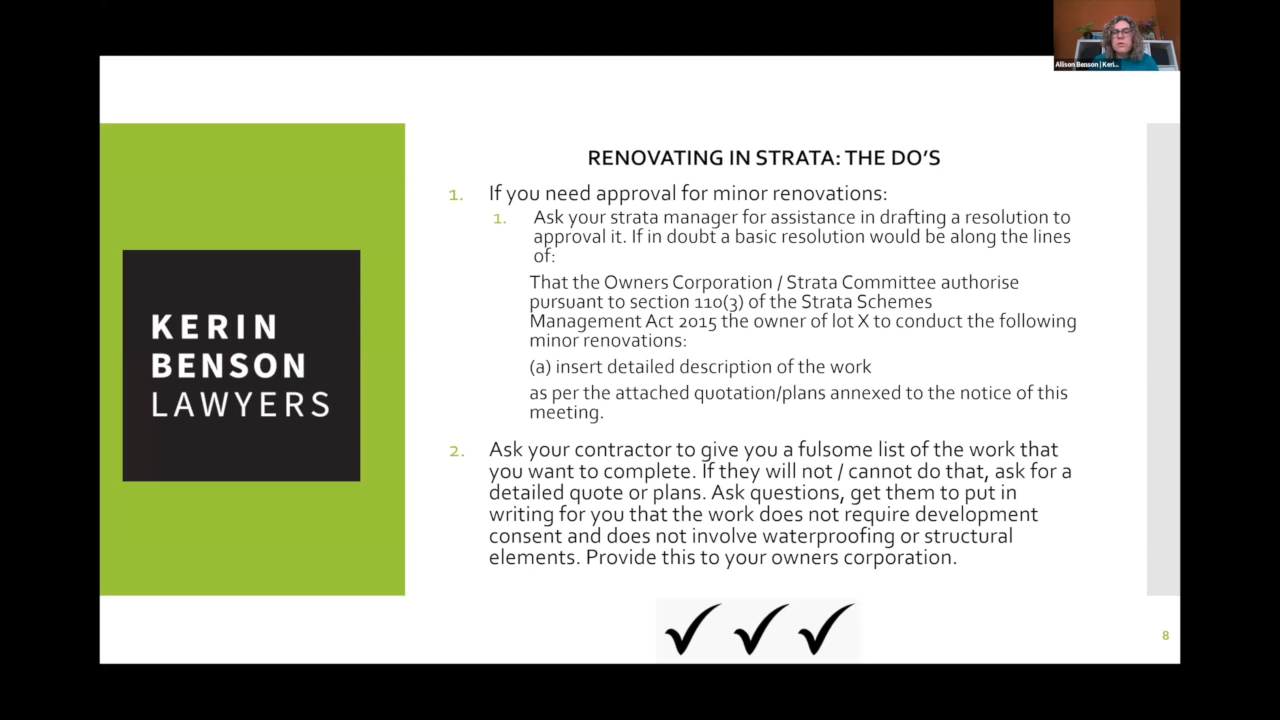 Allison Benson | Keri...
RENOVATING IN STRATA: THE DO'S
1. If you need approval for minor renovations:
1. Ask your strata manager for assistance in drafting a resolution to
approval it. If in doubt a basic resolution would be along the lines
of:
That the Owners Corporation / Strata Committee authorise
pursuant to section 110(3) of the Strata Schemes
Management Act 2015 the owner of lot X to conduct the following
minor renovations:
(a) insert detailed description of the work
as per the attached quotation/plans annexed to the notice of this
meeting.
KERIN
BENSON
LAWYERS
2. Ask your contractor to give you a fulsome list of the work that
you want to complete. If they will not / cannot do that, ask for a
detailed quote or plans. Ask questions, get them to put in
writing for you that the work does not require development
consent and does not involve waterproofing or structural
elements. Provide this to your owners corporation.
8